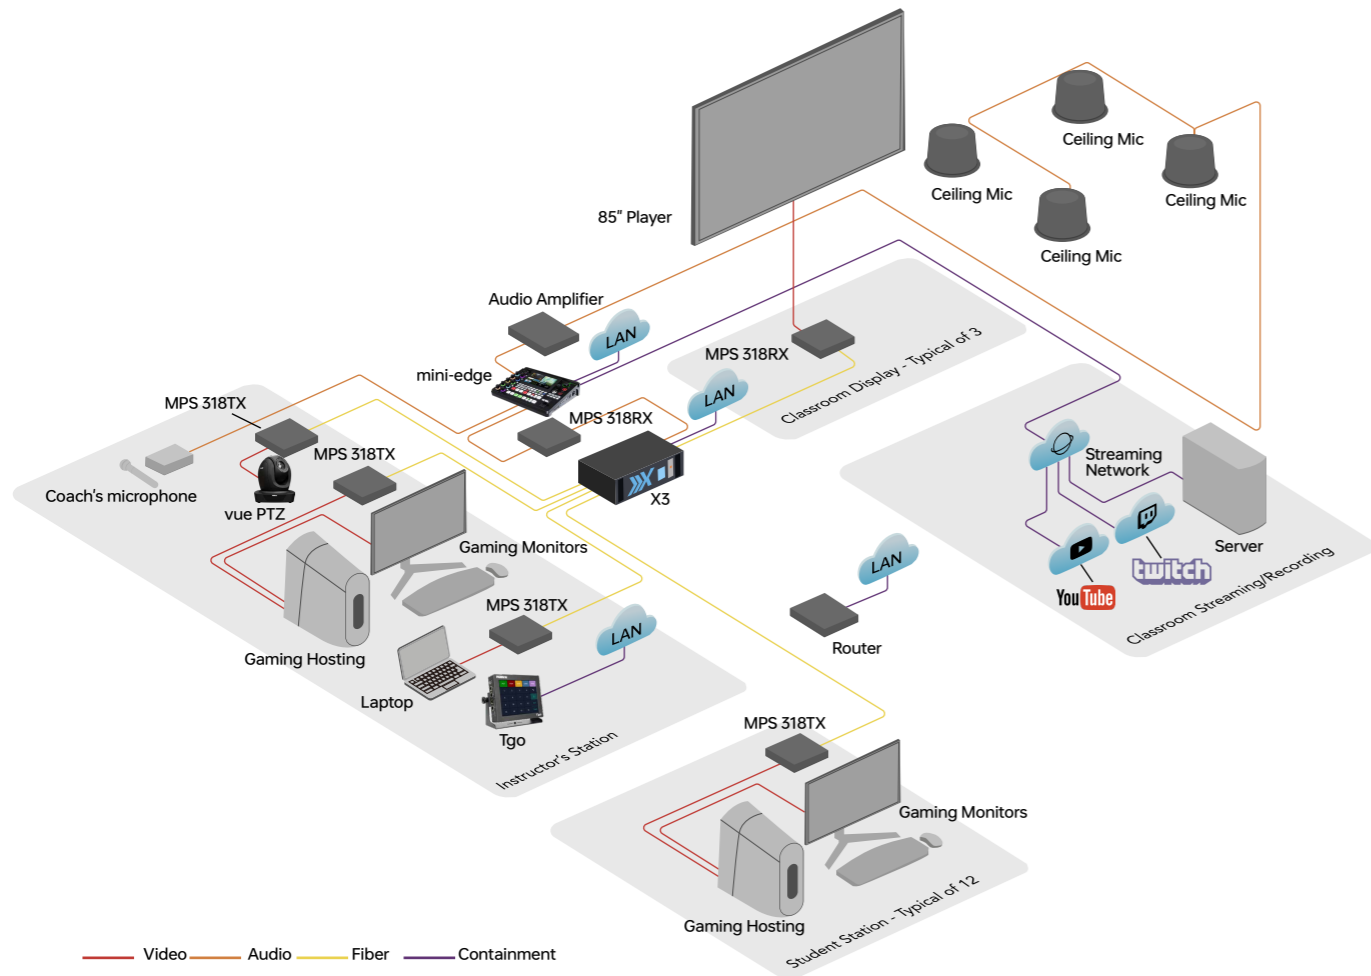 85" Player
Ceiling Mic
Ceiling Mic
Ceiling Mic
Ceiling Mic
Audio Amplifier
LAN
mini-edge
MPS 318RX
LAN
Classroom Display - Typical of 3
MPS 318TX
MPS 318RX
MPS 318TX
Coach's microphone
vue PTZ
X3
Streaming
Network
Server
YouTube
twitch
Classroom Streaming/Recording
Gaming Monitors
LAN
Router
MPS 318TX
LAN
Gaming Hosting
Laptop
Tgo
Instructor's Station
MPS 318TX
Gaming Monitors
Gaming Hosting
Student Station - Typical of 12
Video
Audio
Fiber
Containment